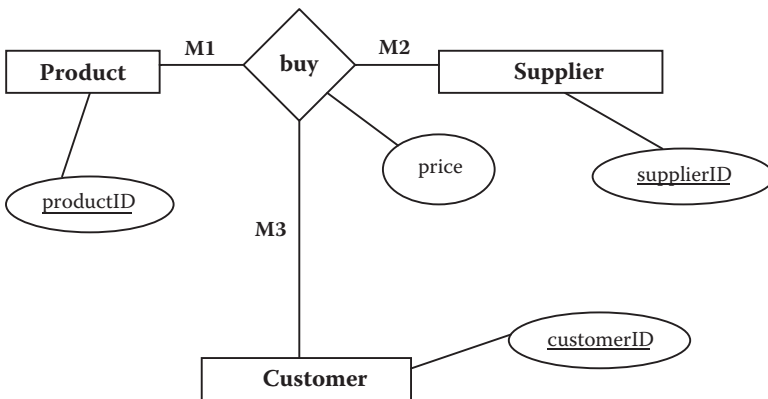 M1
M2
Product
buy
Supplier
price
productID
supplierID
M3
customerID
Customer